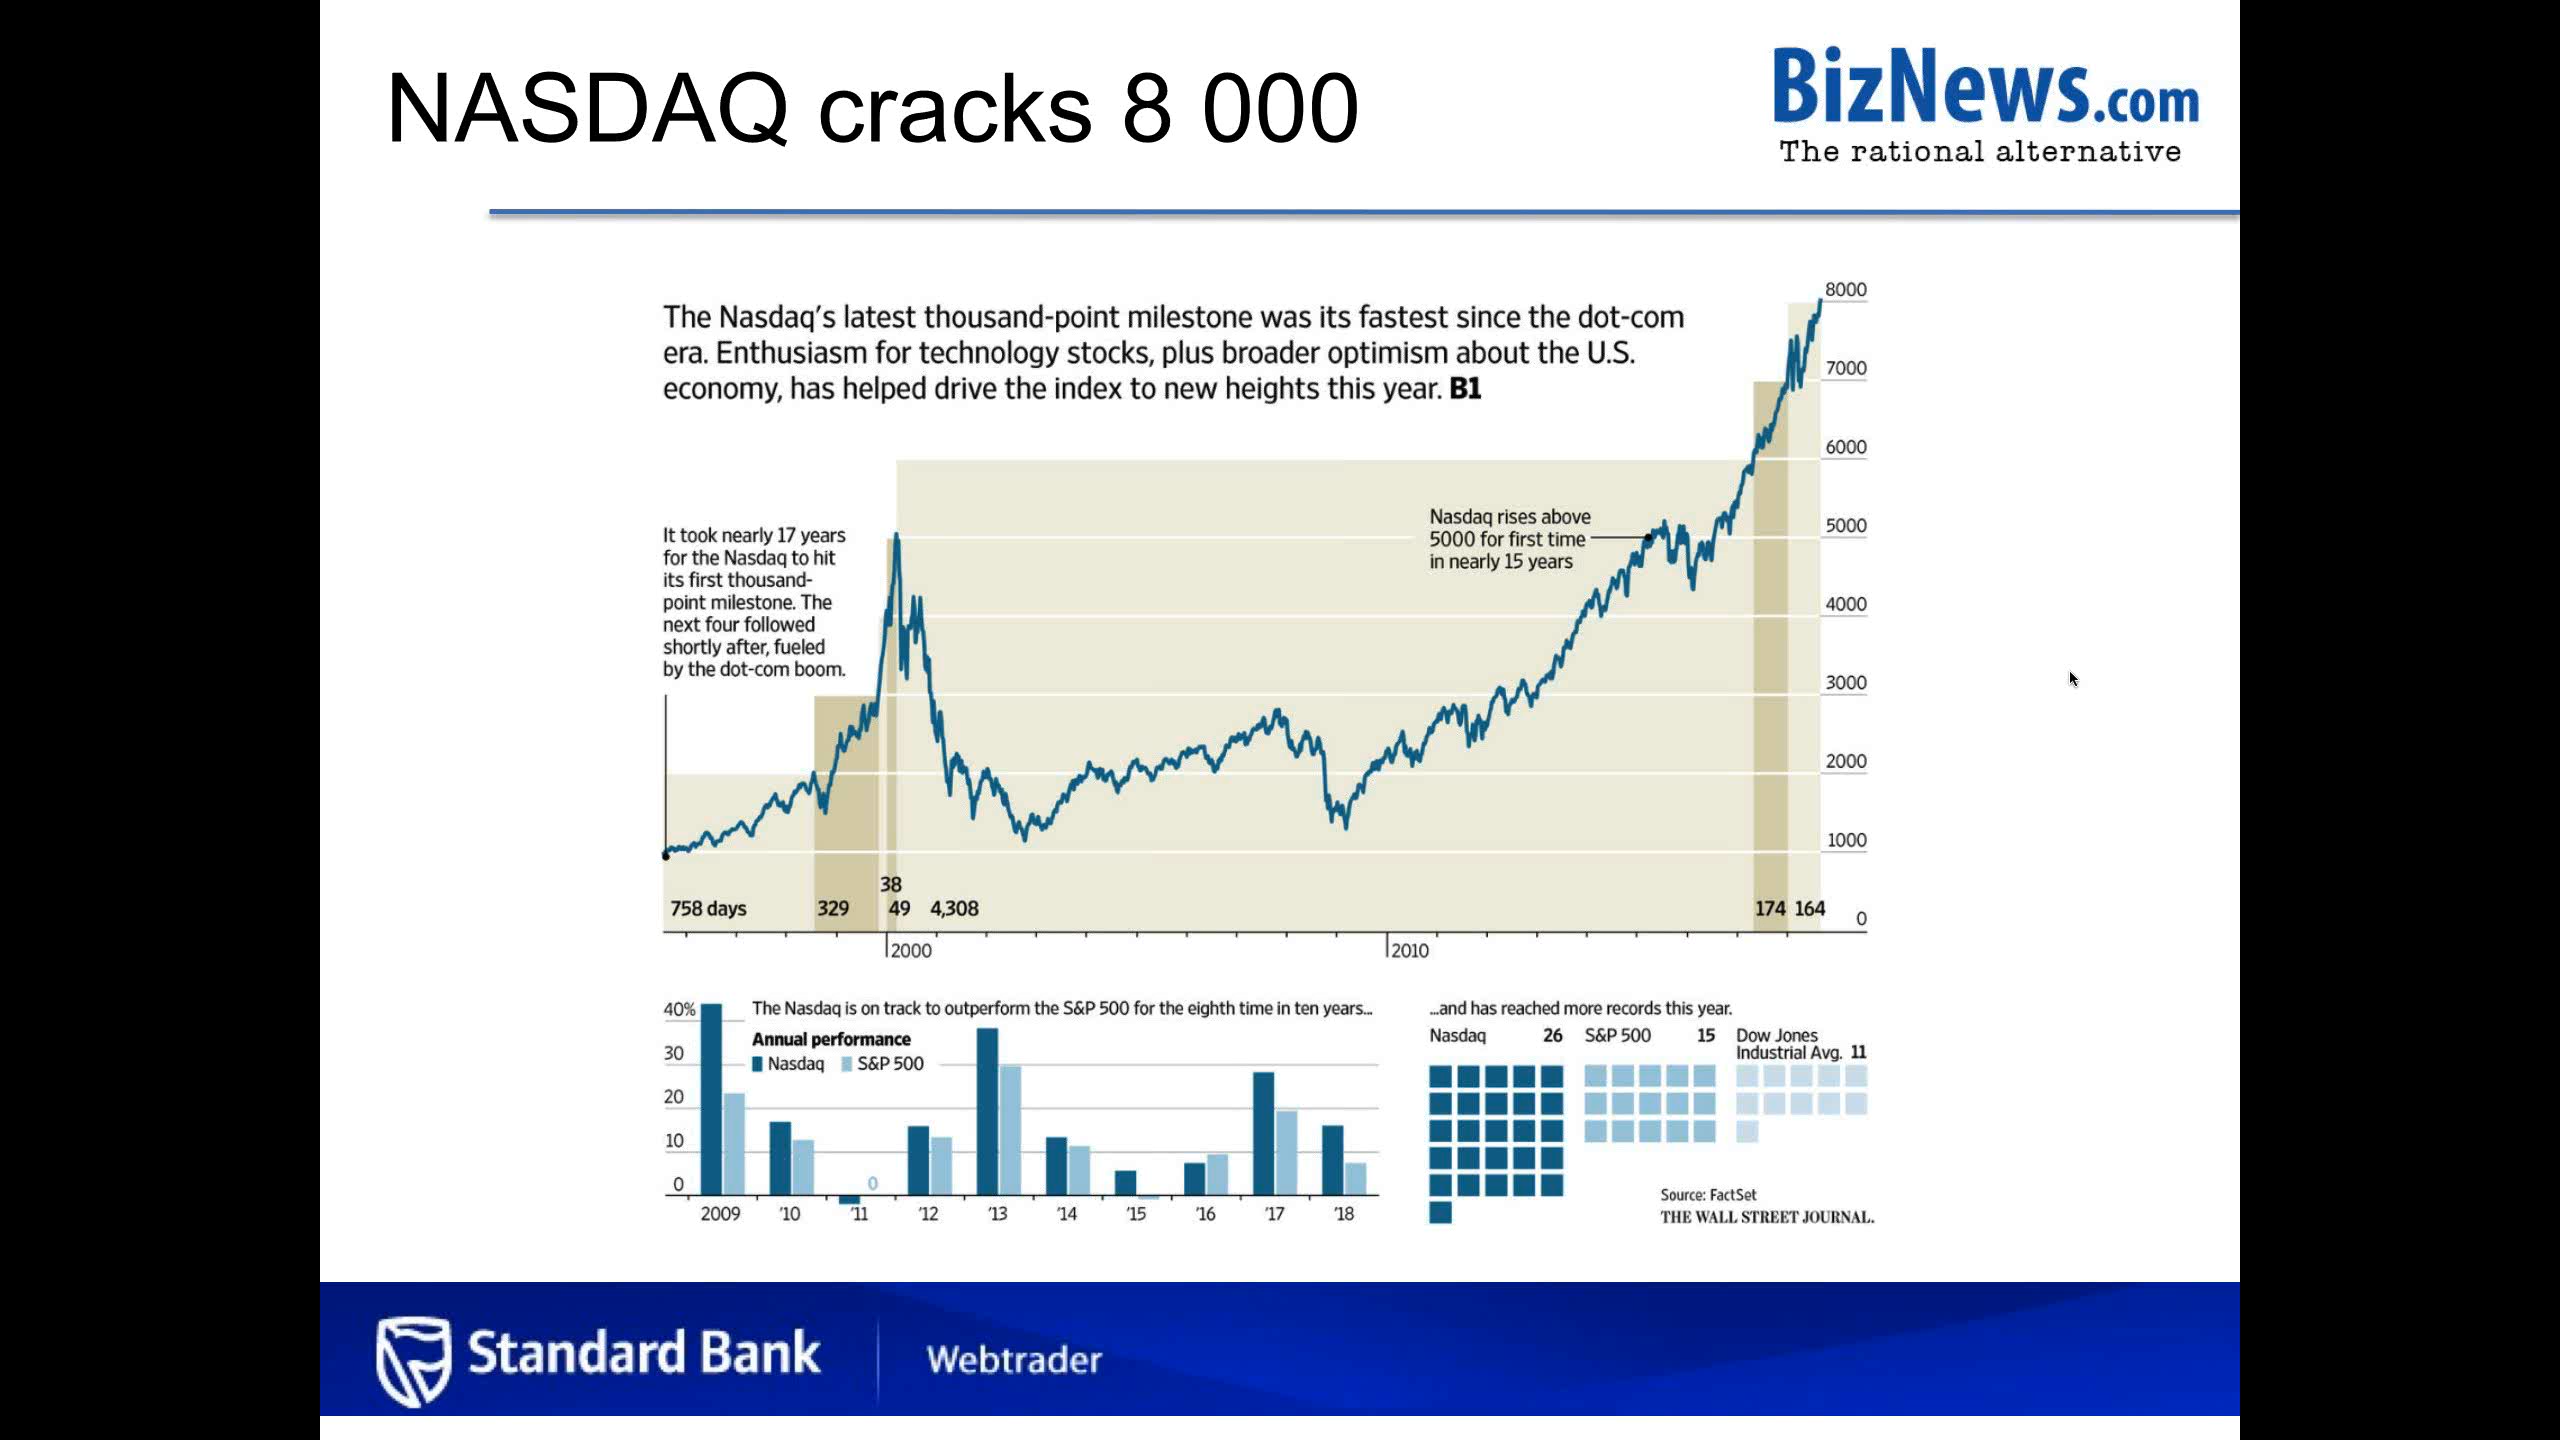 NASDAQ cracks 8 000
BizNews.com
The rational alternative
The Nasdaq's latest thousand-point milestone was its fastest since the dot-com
era. Enthusiasm for technology stocks, plus broader optimism about the U.S.
economy, has helped drive the index to new heights this year. B1
8000
7000
6000
5000
4000
3000
2000
1000
0
It took nearly 17 years
for the Nasdaq to hit
its first thousand-
point milestone. The
next four followed
shortly after, fueled
by the dot-com boom.
Nasdaq rises above
5000 for first time
in nearly 15 years
38
758 days 329 49 4,308 174 164
2000 2010
The Nasdaq is on track to outperform the S&P 500 for the eighth time in ten years...
Annual performance
Nasdaq S&P 500
40%
30
20
10
0
0
2009 '10 '11 '12 '13 '14 '15 '16 '17 '18
...and has reached more records this year.
Nasdaq 26 S&P 500 15 Dow Jones
Industrial Avg. 11
Source: FactSet
THE WALL STREET JOURNAL.
Standard Bank Webtrader